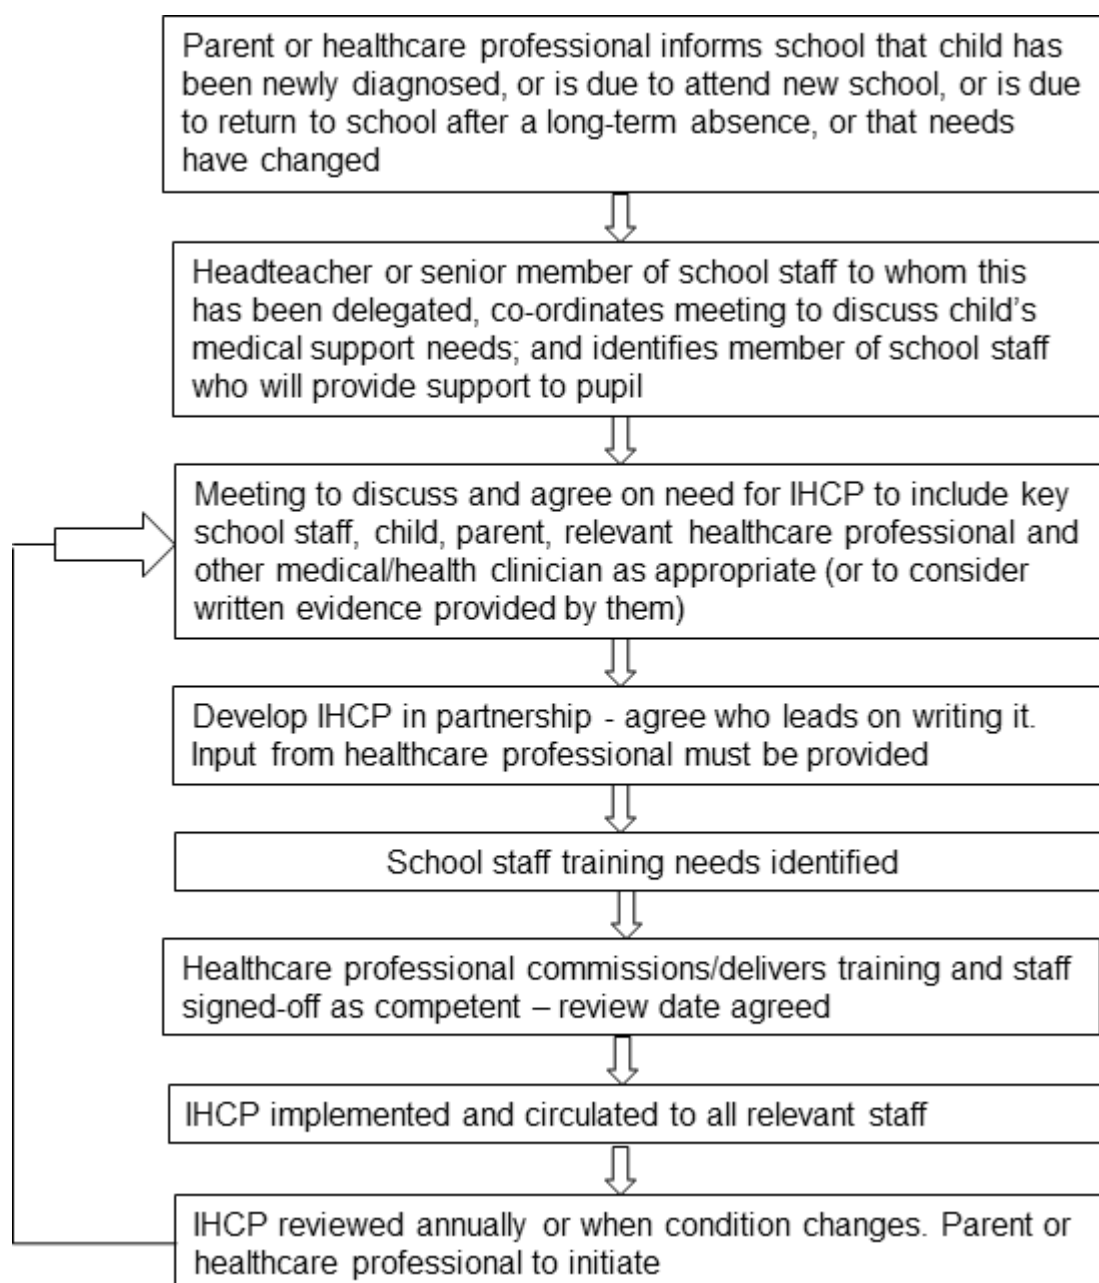 Parent or healthcare professional informs school that child has
been newly diagnosed, or is due to attend new school, or is due
to return to school after a long-term absence, or that needs
have changed
Headteacher or senior member of school staff to whom this
has been delegated, co-ordinates meeting to discuss child’s
medical support needs; and identifies member of school staff
who will provide support to pupil
Meeting to discuss and agree on need for IHCP to include key
school staff, child, parent, relevant healthcare professional and
other medical/health clinician as appropriate (or to consider
written evidence provided by them)
Develop IHCP in partnership - agree who leads on writing it.
Input from healthcare professional must be provided
School staff training needs identified
Healthcare professional commissions/delivers training and staff
signed-off as competent – review date agreed
IHCP implemented and circulated to all relevant staff
IHCP reviewed annually or when condition changes. Parent or
healthcare professional to initiate